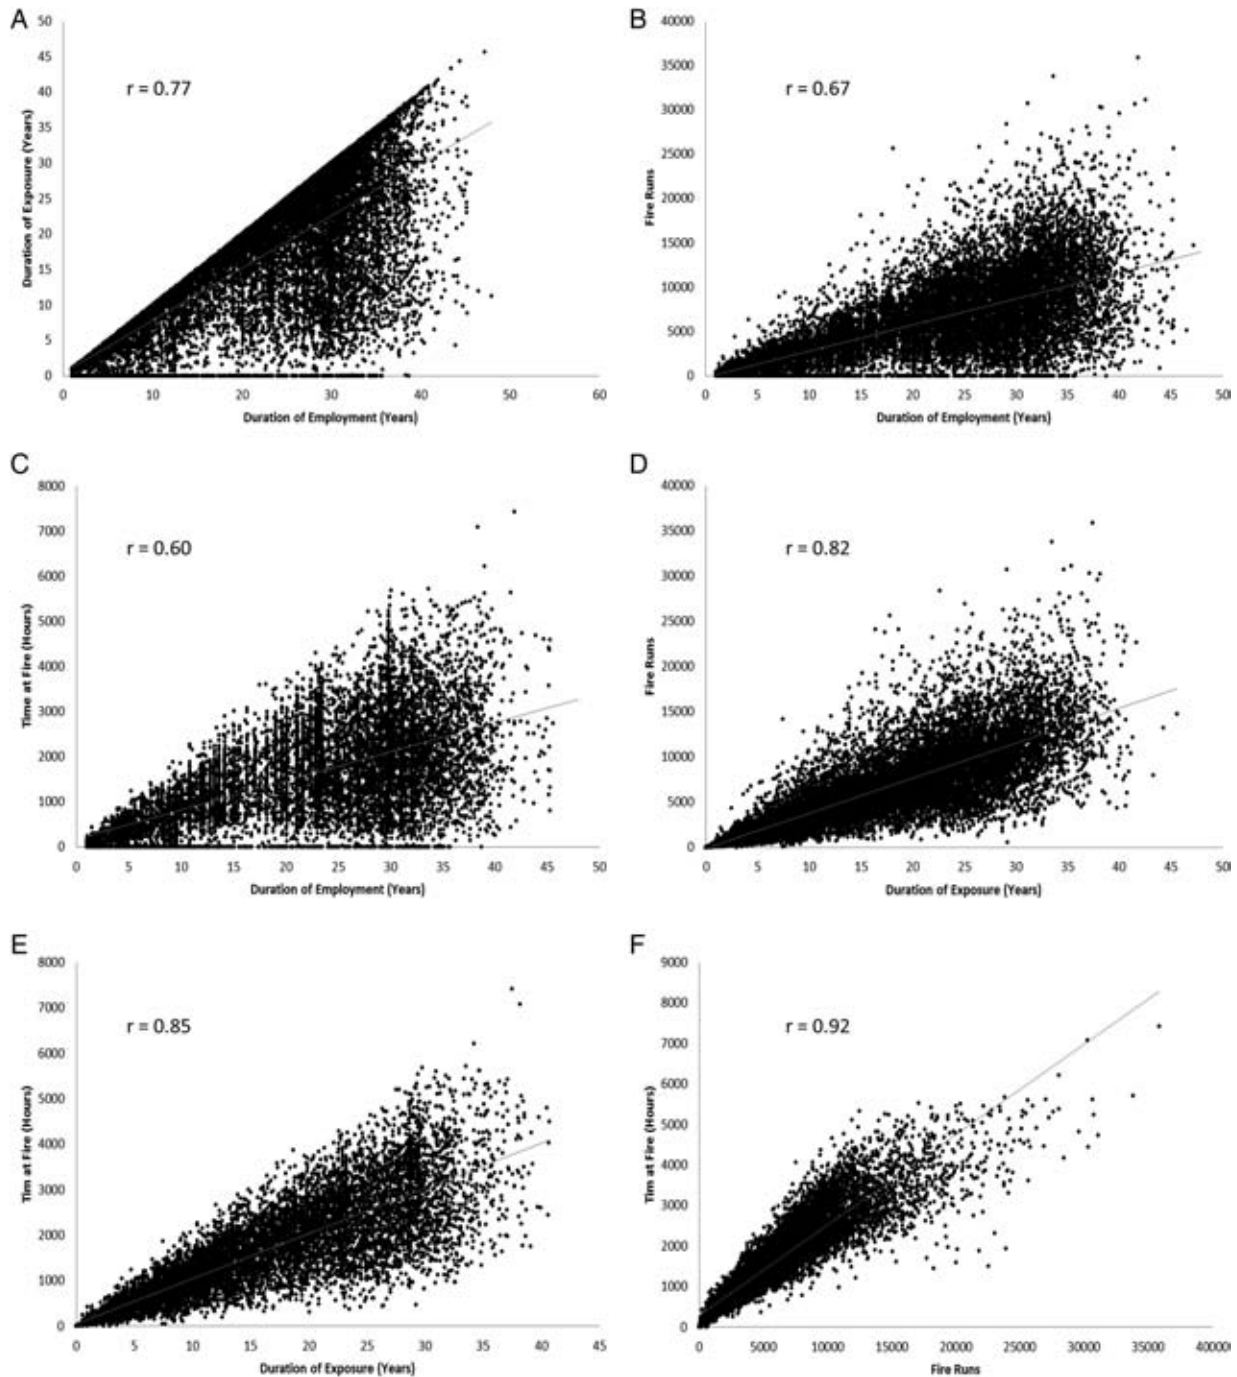 A
B
50
45
40
35
30
25
20
15
10
5
0
r = 0.77
Duration of Exposure (Years)
0 10 20 30 40 50 60
Duration of Employment (Years)
40000
35000
30000
25000
20000
15000
10000
5000
0
r = 0.67
Fire Runs
0 5 10 15 20 25 30 35 40 45 50
Duration of Employment (Years)
C
D
8000
7000
6000
5000
4000
3000
2000
1000
0
r = 0.60
Time at Fire (Hours)
0 5 10 15 20 25 30 35 40 45 50
Duration of Employment (Years)
40000
35000
30000
25000
20000
15000
10000
5000
0
r = 0.82
Fire Runs
0 5 10 15 20 25 30 35 40 45 50
Duration of Exposure (Years)
E
F
8000
7000
6000
5000
4000
3000
2000
1000
0
r = 0.85
Tim at Fire (Hours)
0 5 10 15 20 25 30 35 40 45
Duration of Exposure (Years)
9000
8000
7000
6000
5000
4000
3000
2000
1000
0
r = 0.92
Tim at Fire (Hours)
0 5000 10000 15000 20000 25000 30000 35000 40000
Fire Runs